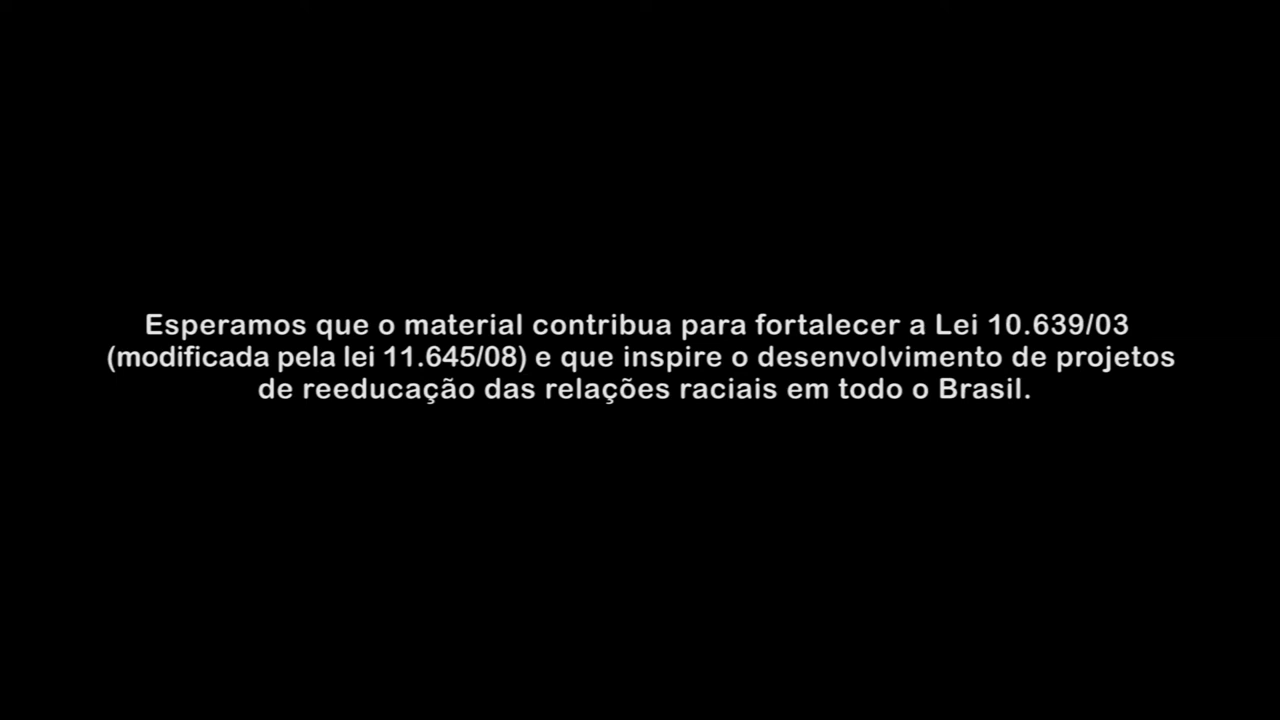 Esperamos que o material contribua para fortalecer a Lei 10.639/03
(modificada pela lei 11.645/08) e que inspire o desenvolvimento de projetos
de reeducação das relações raciais em todo o Brasil.